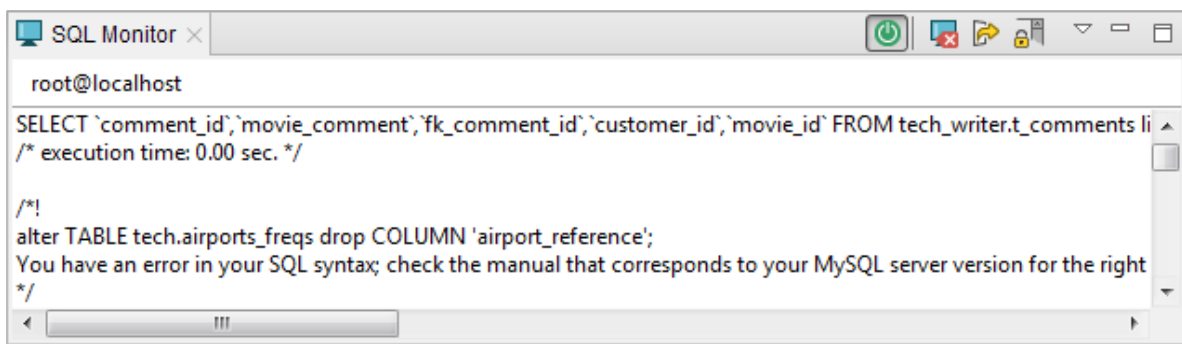 SQL Monitor
root@localhost
SELECT `comment_id`,`movie_comment`,`fk_comment_id`,`customer_id`,`movie_id` FROM tech_writer.t_comments li
/* execution time: 0.00 sec. */
/*!
alter TABLE tech.airports_freqs drop COLUMN 'airport_reference';
You have an error in your SQL syntax; check the manual that corresponds to your MySQL server version for the right
*/